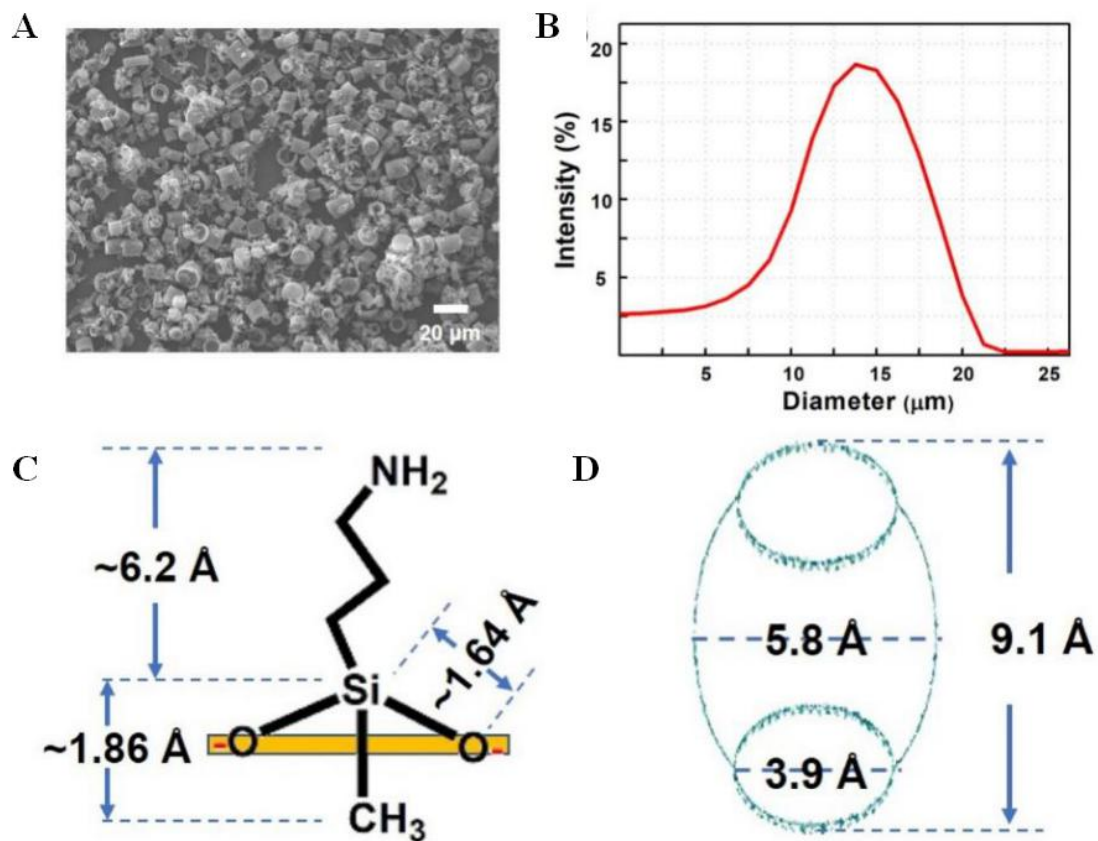 A
20 μm
B
20
15
10
5
Intensity (%)
5
10
15
20
25
Diameter (μm)
C
NH2
~6.2 Å
~1.64 Å
Si
~1.86 Å
-O
O-
CH3
D
5.8 Å
9.1 Å
3.9 Å